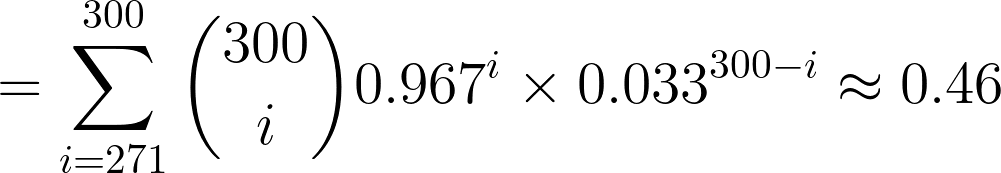 = \sum_{i=271}^{300} \binom{300}{i} 0.967^i \times 0.033^{300-i} \approx 0.46